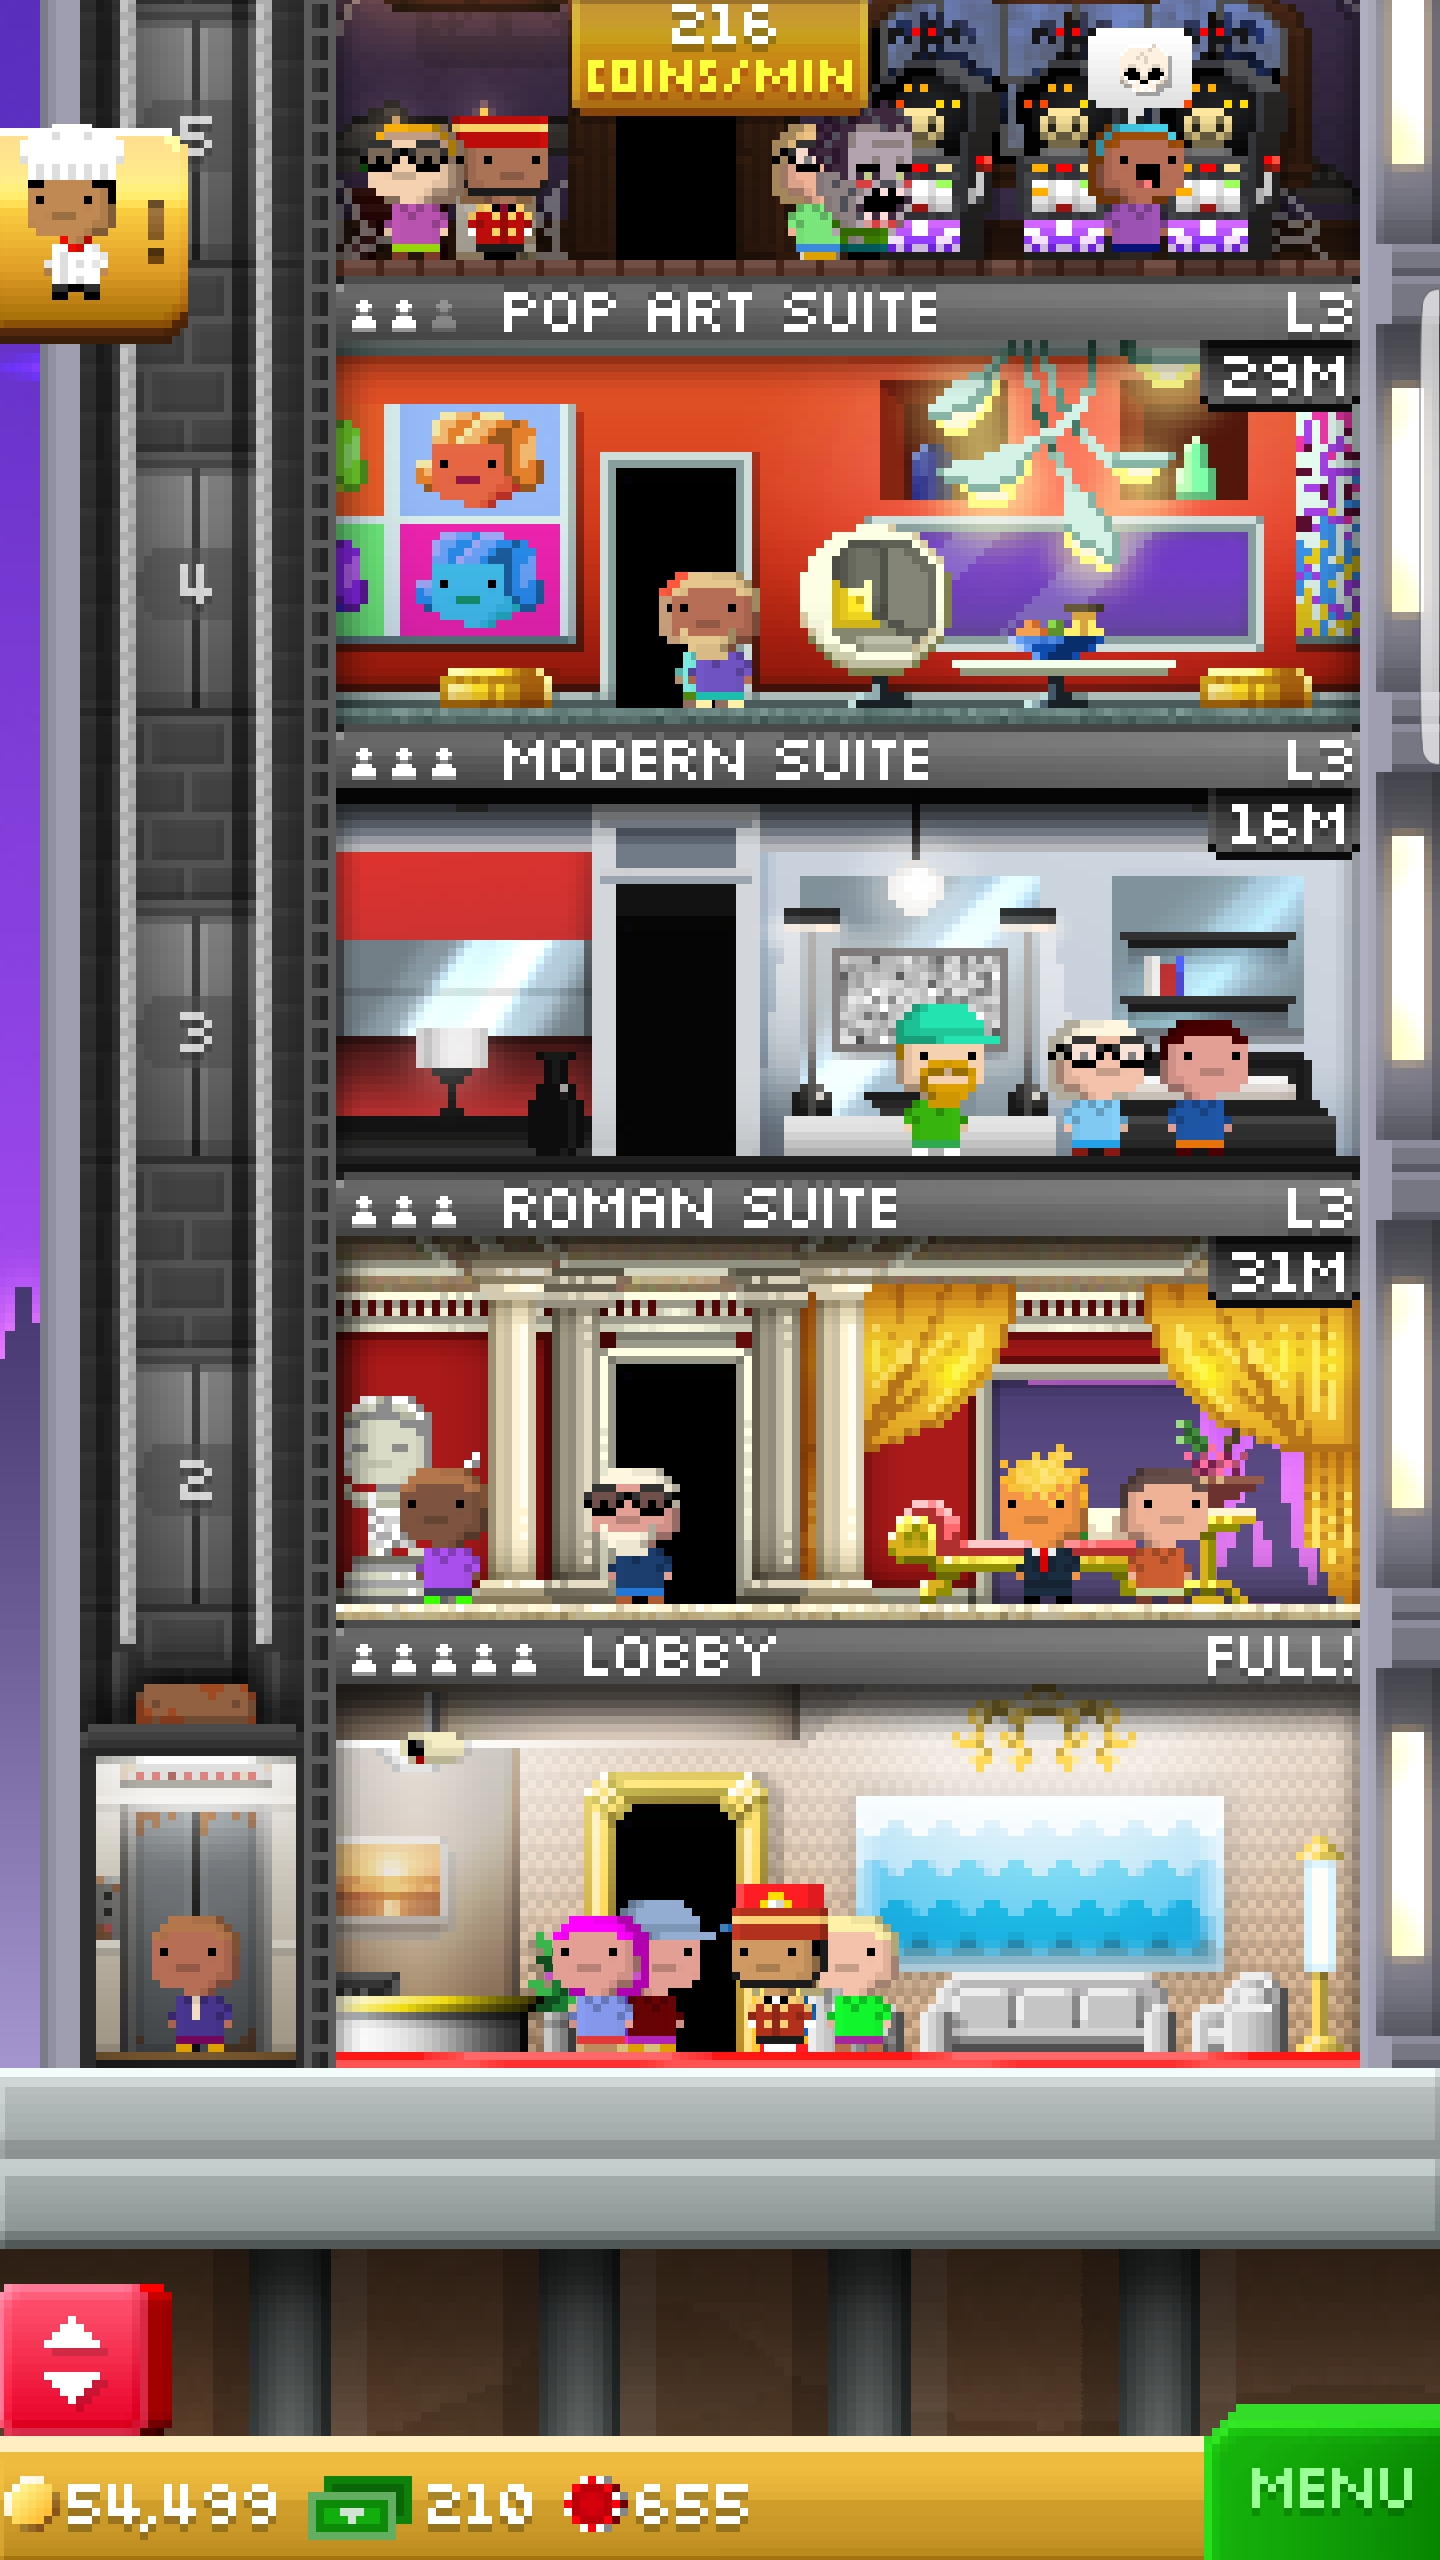 216
COINS/MIN
5
!
POP ART SUITE L3
29M
4
MODERN SUITE L3
16M
3
ROMAN SUITE L3
31M
2
LOBBY FULL!
54,499 210 655
MENU